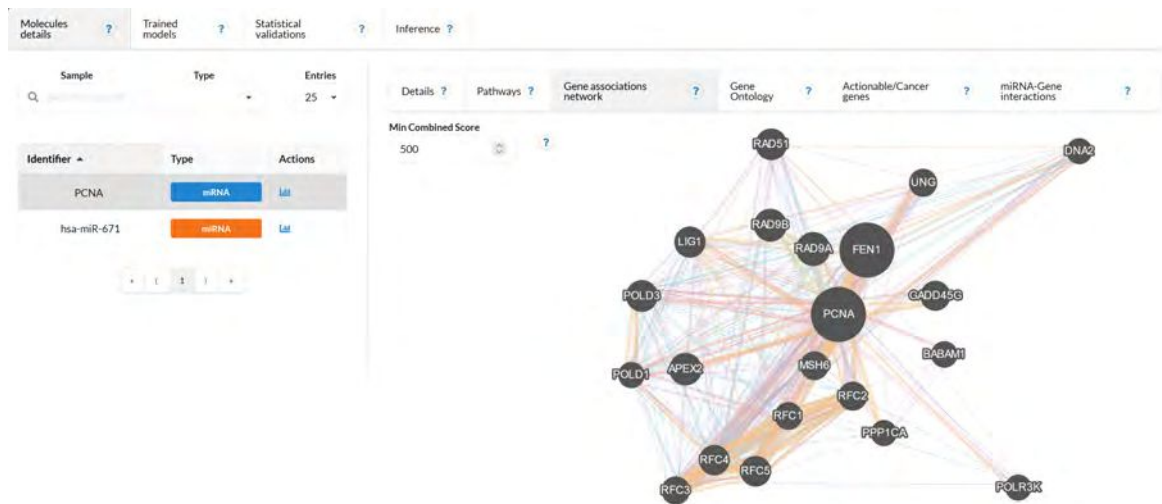 Molecules details ?
Trained models ?
Statistical validations ?
Inference ?
Sample
Type
Entries
25
Identifier
Type
Actions
PCNA
mRNA
hsa-miR-671
miRNA
1
Details ?
Pathways ?
Gene associations network ?
Gene Ontology ?
Actionable/Cancer genes ?
miRNA-Gene interactions ?
Min Combined Score
500
?
RAD51
DNA2
UNG
RAD9B
LIG1
RAD9A
FEN1
POLD3
GADD45G
PCNA
BABAM1
MSH6
APEX2
POLD1
RFC2
RFC1
PPP1CA
RFC4
RFC5
RFC3
POLR3K